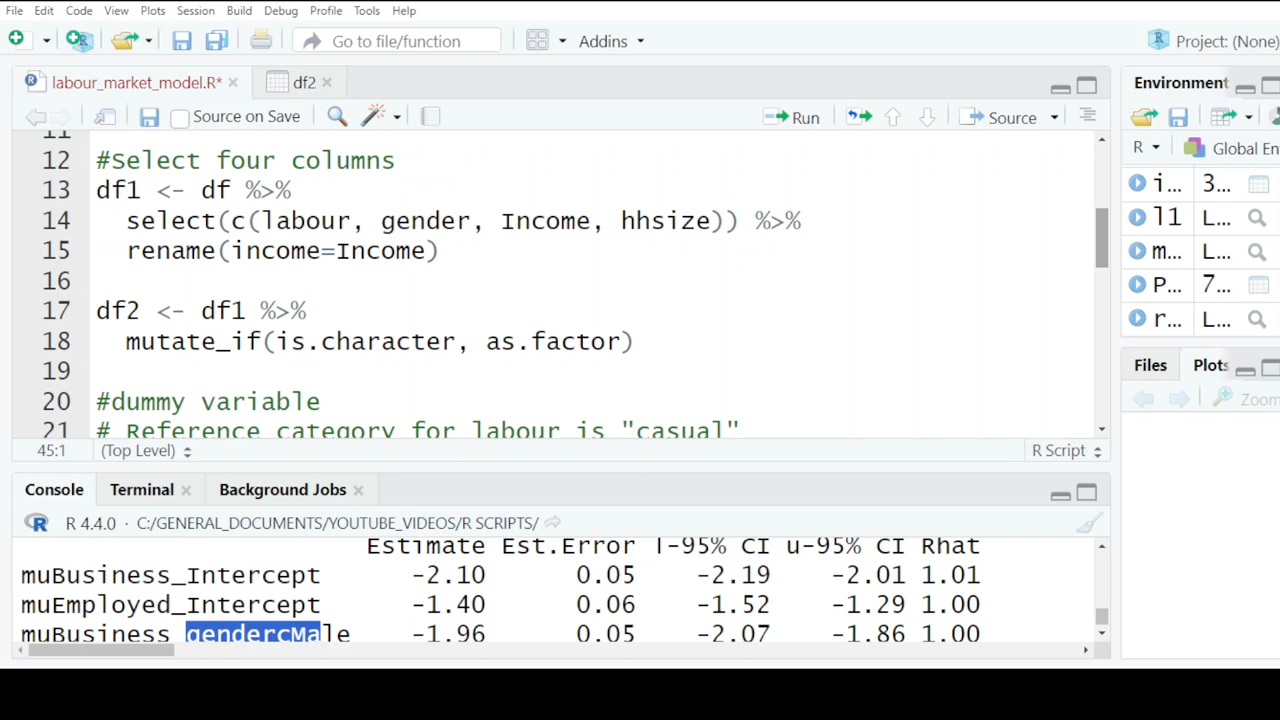 File Edit Code View Plots Session Build Debug Profile Tools Help
Go to file/function Addins Project: (None)
labour_market_model.R* df2 Environment
Source on Save Run Source
R Global En
11
12 #Select four columns
13 df1 <- df %>%
14 select(c(labour, gender, Income, hhsize)) %>%
15 rename(income=Income)
16
17 df2 <- df1 %>%
18 mutate_if(is.character, as.factor)
19
20 #dummy variable
21 # Reference category for labour is "casual"
45:1 (Top Level) R Script
i... 3...
l1 L...
m... L...
P... 7...
r... L...
Files Plots
Zoom
Console Terminal Background Jobs
R 4.4.0 · C:/GENERAL_DOCUMENTS/YOUTUBE_VIDEOS/R SCRIPTS/
Estimate Est.Error l-95% CI u-95% CI Rhat
muBusiness_Intercept -2.10 0.05 -2.19 -2.01 1.01
muEmployed_Intercept -1.40 0.06 -1.52 -1.29 1.00
muBusiness_gendercMale -1.96 0.05 -2.07 -1.86 1.00